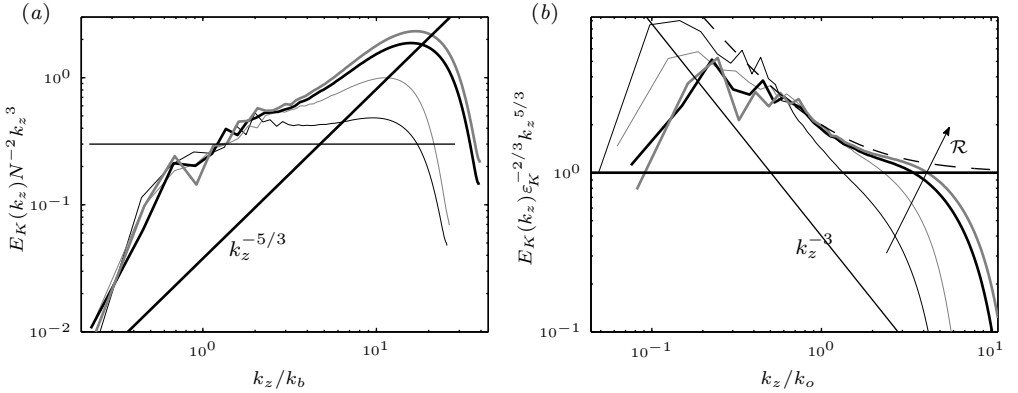 (a)
E_K(k_z)N^{-2}k_z^3
10^0
10^{-1}
10^{-2}
k_z^{-5/3}
10^0
10^1
k_z/k_b
(b)
E_K(k_z)ε_K^{-2/3}k_z^{5/3}
10^0
10^{-1}
R
k_z^{-3}
10^{-1}
10^0
10^1
k_z/k_o